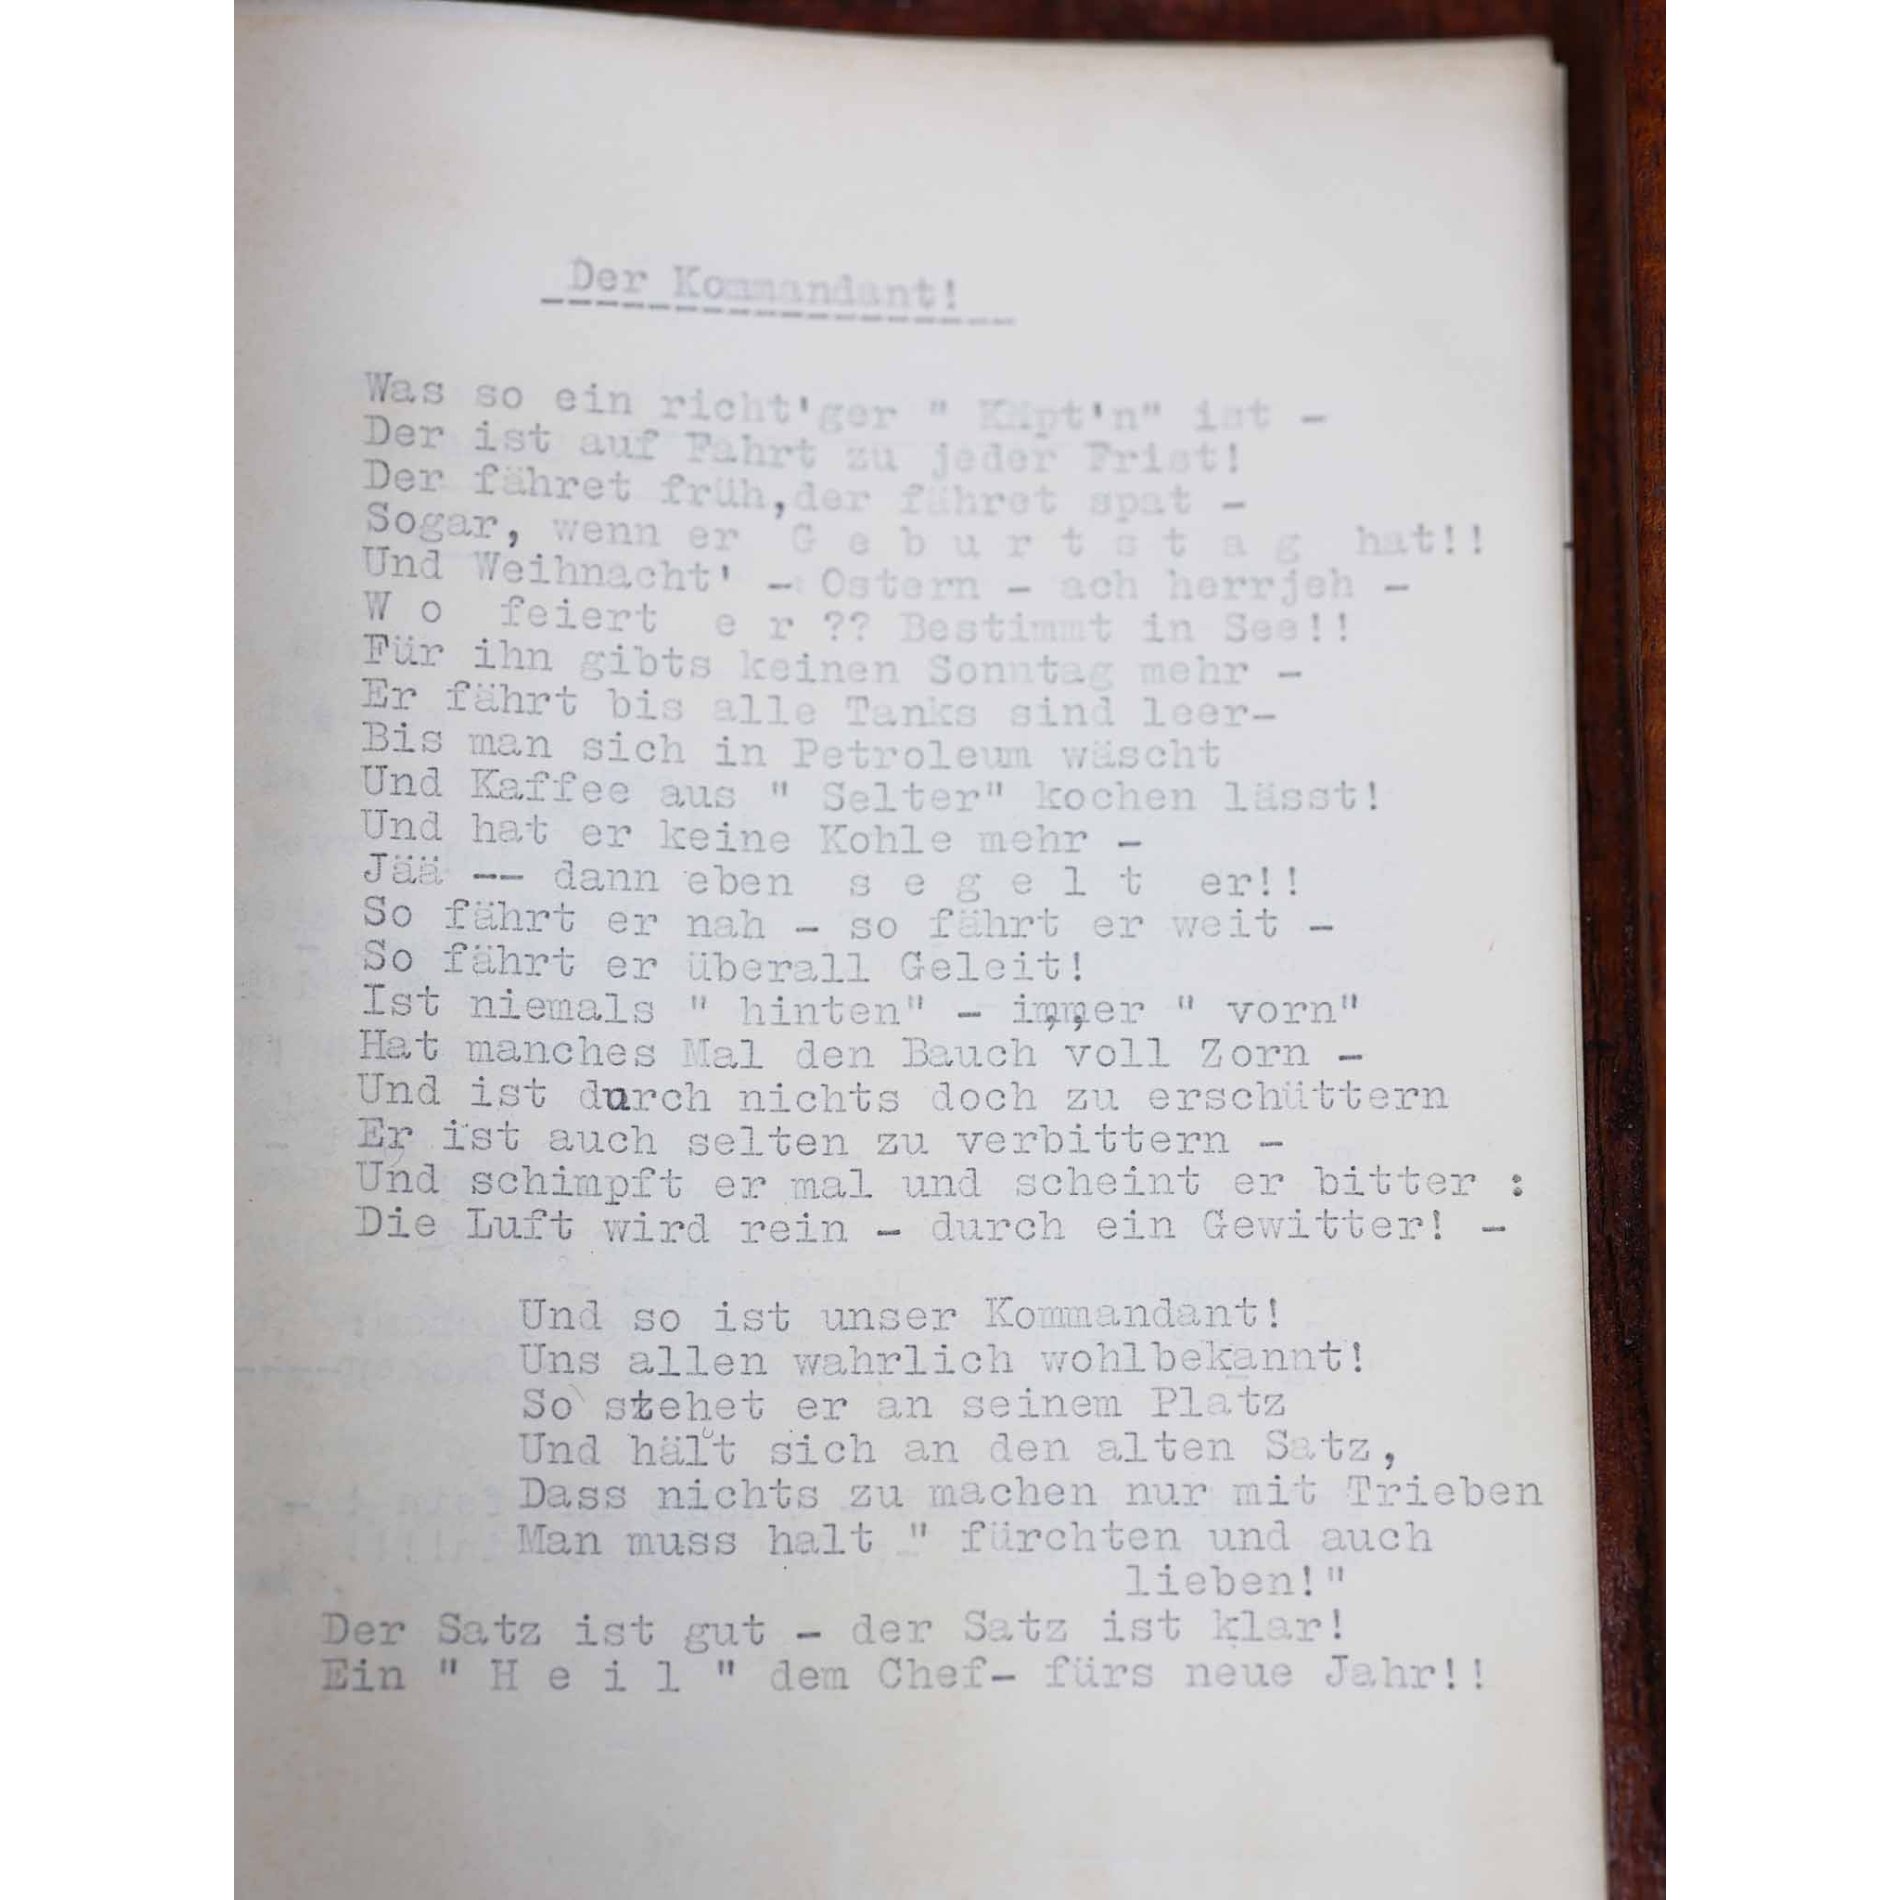 Der Kommandant!
Was so ein richt'ger " Käpt'n" ist -
Der ist auf Fahrt zu jeder Frist!
Der fähret früh,der fähret spat -
Sogar, wenn er G e b u r t s t a g hat!!
Und Weihnacht' - Ostern - ach herrjeh -
W o feiert e r ?? Bestimmt in See!!
Für ihn gibts keinen Sonntag mehr -
Er fährt bis alle Tanks sind leer-
Bis man sich in Petroleum wäscht
Und Kaffee aus " Selter" kochen lässt!
Und hat er keine Kohle mehr -
Jää -- dann eben s e g e l t er!!
So fährt er nah - so fährt er weit -
So fährt er überall Geleit!
Ist niemals " hinten" - immer " vorn"
Hat manches Mal den Bauch voll Zorn -
Und ist durch nichts doch zu erschüttern
Er ist auch selten zu verbittern -
Und schimpft er mal und scheint er bitter :
Die Luft wird rein - durch ein Gewitter! -
Und so ist unser Kommandant!
Uns allen wahrlich wohlbekannt!
So stehet er an seinem Platz
Und hält sich an den alten Satz,
Dass nichts zu machen nur mit Trieben
Man muss halt " fürchten und auch
lieben!"
Der Satz ist gut - der Satz ist klar!
Ein " H e i l " dem Chef- fürs neue Jahr!!